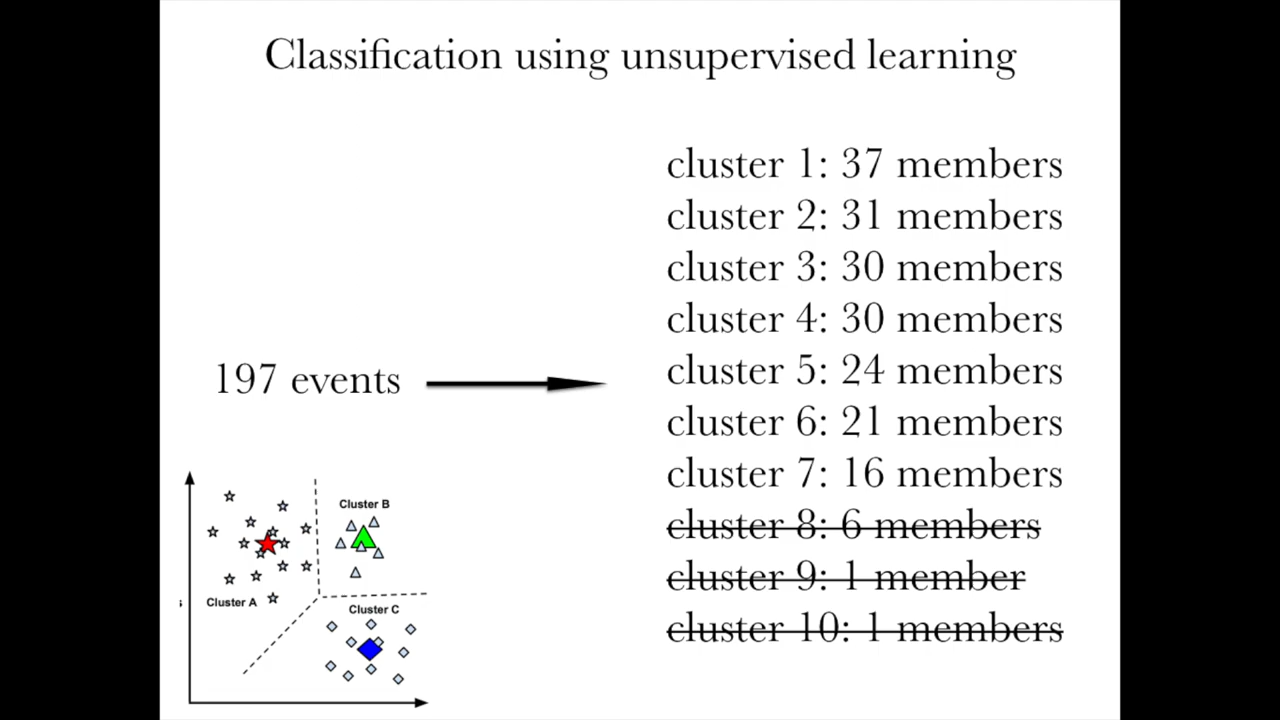 Classification using unsupervised learning
cluster 1: 37 members
cluster 2: 31 members
cluster 3: 30 members
cluster 4: 30 members
cluster 5: 24 members
197 events
cluster 6: 21 members
cluster 7: 16 members
cluster 8: 6 members
cluster 9: 1 member
cluster 10: 1 members
Cluster B
Cluster A
Cluster C